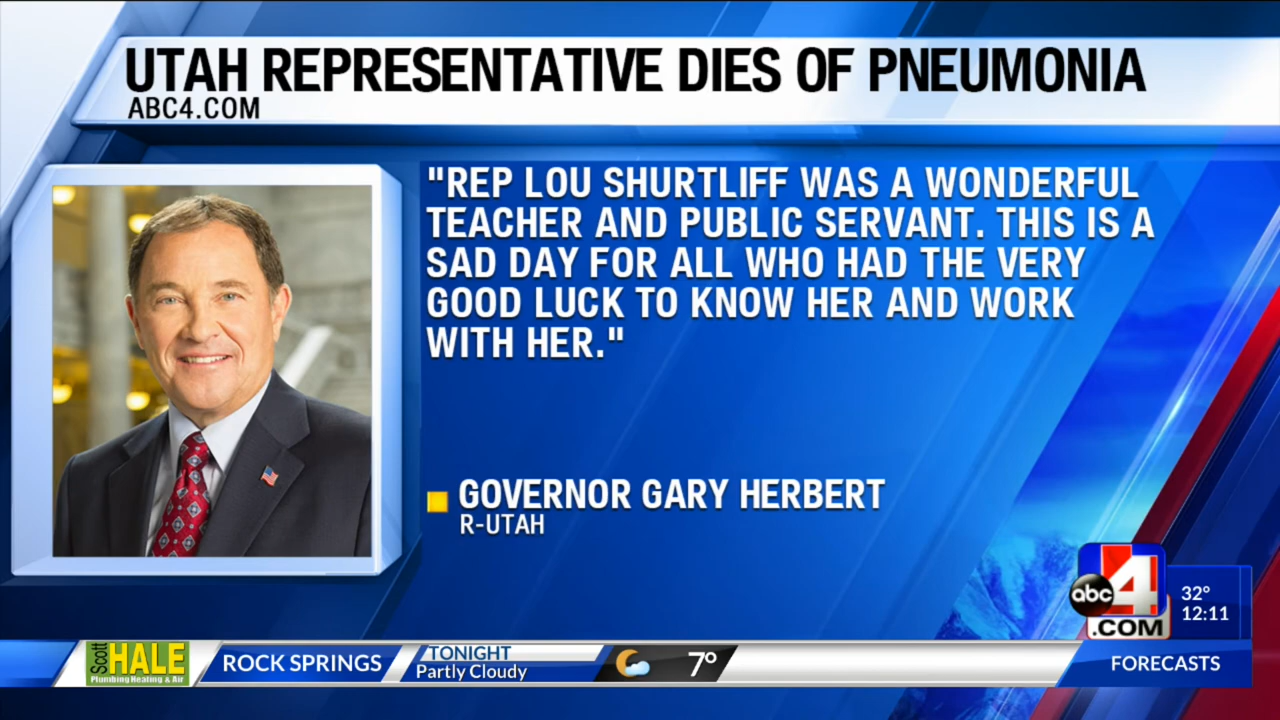 UTAH REPRESENTATIVE DIES OF PNEUMONIA
ABC4.COM
"REP LOU SHURTLIFF WAS A WONDERFUL
TEACHER AND PUBLIC SERVANT. THIS IS A
SAD DAY FOR ALL WHO HAD THE VERY
GOOD LUCK TO KNOW HER AND WORK
WITH HER."
GOVERNOR GARY HERBERT
R-UTAH
abc 4
.COM
32°
12:11
Scott HALE
Plumbing Heating & Air
ROCK SPRINGS
TONIGHT
Partly Cloudy
7°
FORECASTS